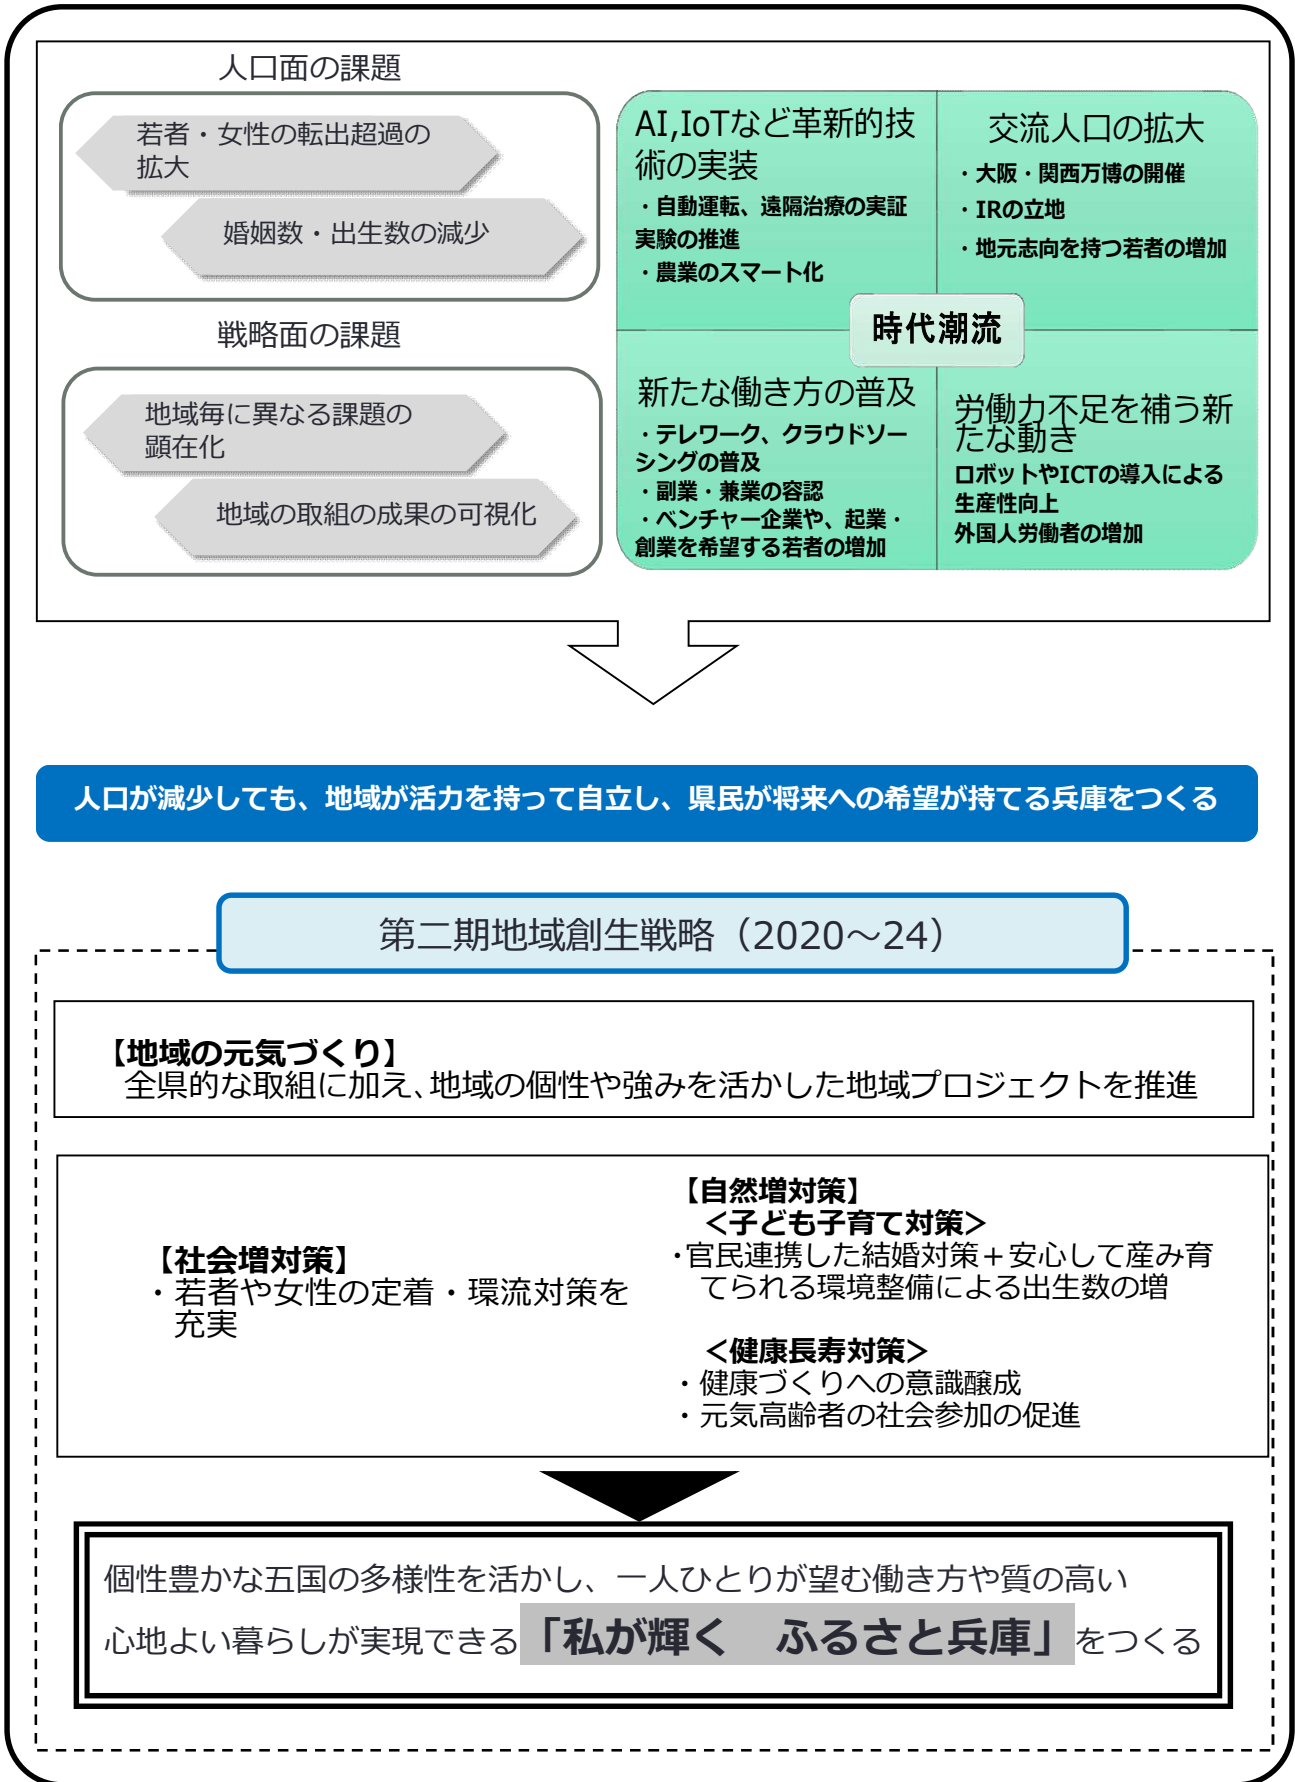 人口面の課題
若者・女性の転出超過の
拡大
婚姻数・出生数の減少
戦略面の課題
地域毎に異なる課題の
顕在化
地域の取組の成果の可視化
AI,IoTなど革新的技
術の実装
・自動運転、遠隔治療の実証
実験の推進
・農業のスマート化
交流人口の拡大
・大阪・関西万博の開催
・IRの立地
・地元志向を持つ若者の増加
時代潮流
新たな働き方の普及
・テレワーク、クラウドソー
シングの普及
・副業・兼業の容認
・ベンチャー企業や、起業・
創業を希望する若者の増加
労働力不足を補う新
たな動き
ロボットやICTの導入による
生産性向上
外国人労働者の増加
人口が減少しても、地域が活力を持って自立し、県民が将来への希望が持てる兵庫をつくる
第二期地域創生戦略（2020～24）
【地域の元気づくり】
全県的な取組に加え、地域の個性や強みを活かした地域プロジェクトを推進
【社会増対策】
・若者や女性の定着・環流対策を
充実
【自然増対策】
＜子ども子育て対策＞
・官民連携した結婚対策＋安心して産み育
てられる環境整備による出生数の増
＜健康長寿対策＞
・健康づくりへの意識醸成
・元気高齢者の社会参加の促進
個性豊かな五国の多様性を活かし、一人ひとりが望む働き方や質の高い
心地よい暮らしが実現できる「私が輝く　ふるさと兵庫」をつくる